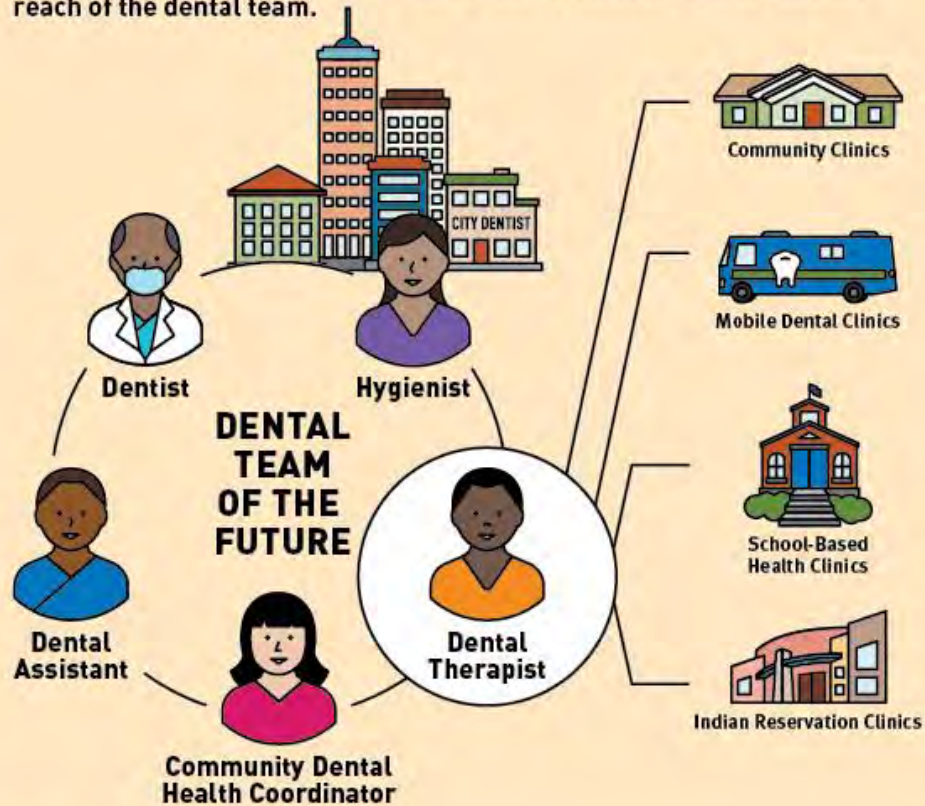 reach of the dental team.
CITY DENTIST
Community Clinics
Mobile Dental Clinics
Dentist
Hygienist
DENTAL
TEAM
OF THE
FUTURE
School-Based
Health Clinics
Dental
Assistant
Dental
Therapist
Indian Reservation Clinics
Community Dental
Health Coordinator